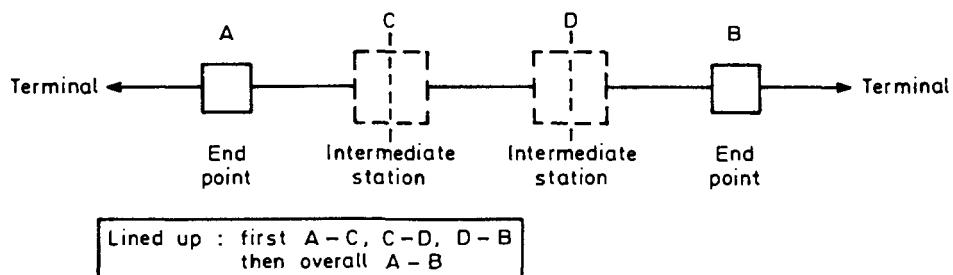 A
C
D
B
Terminal
Terminal
End
point
Intermediate
station
Intermediate
station
End
point
Lined up : first A-C, C-D, D-B
then overall A-B